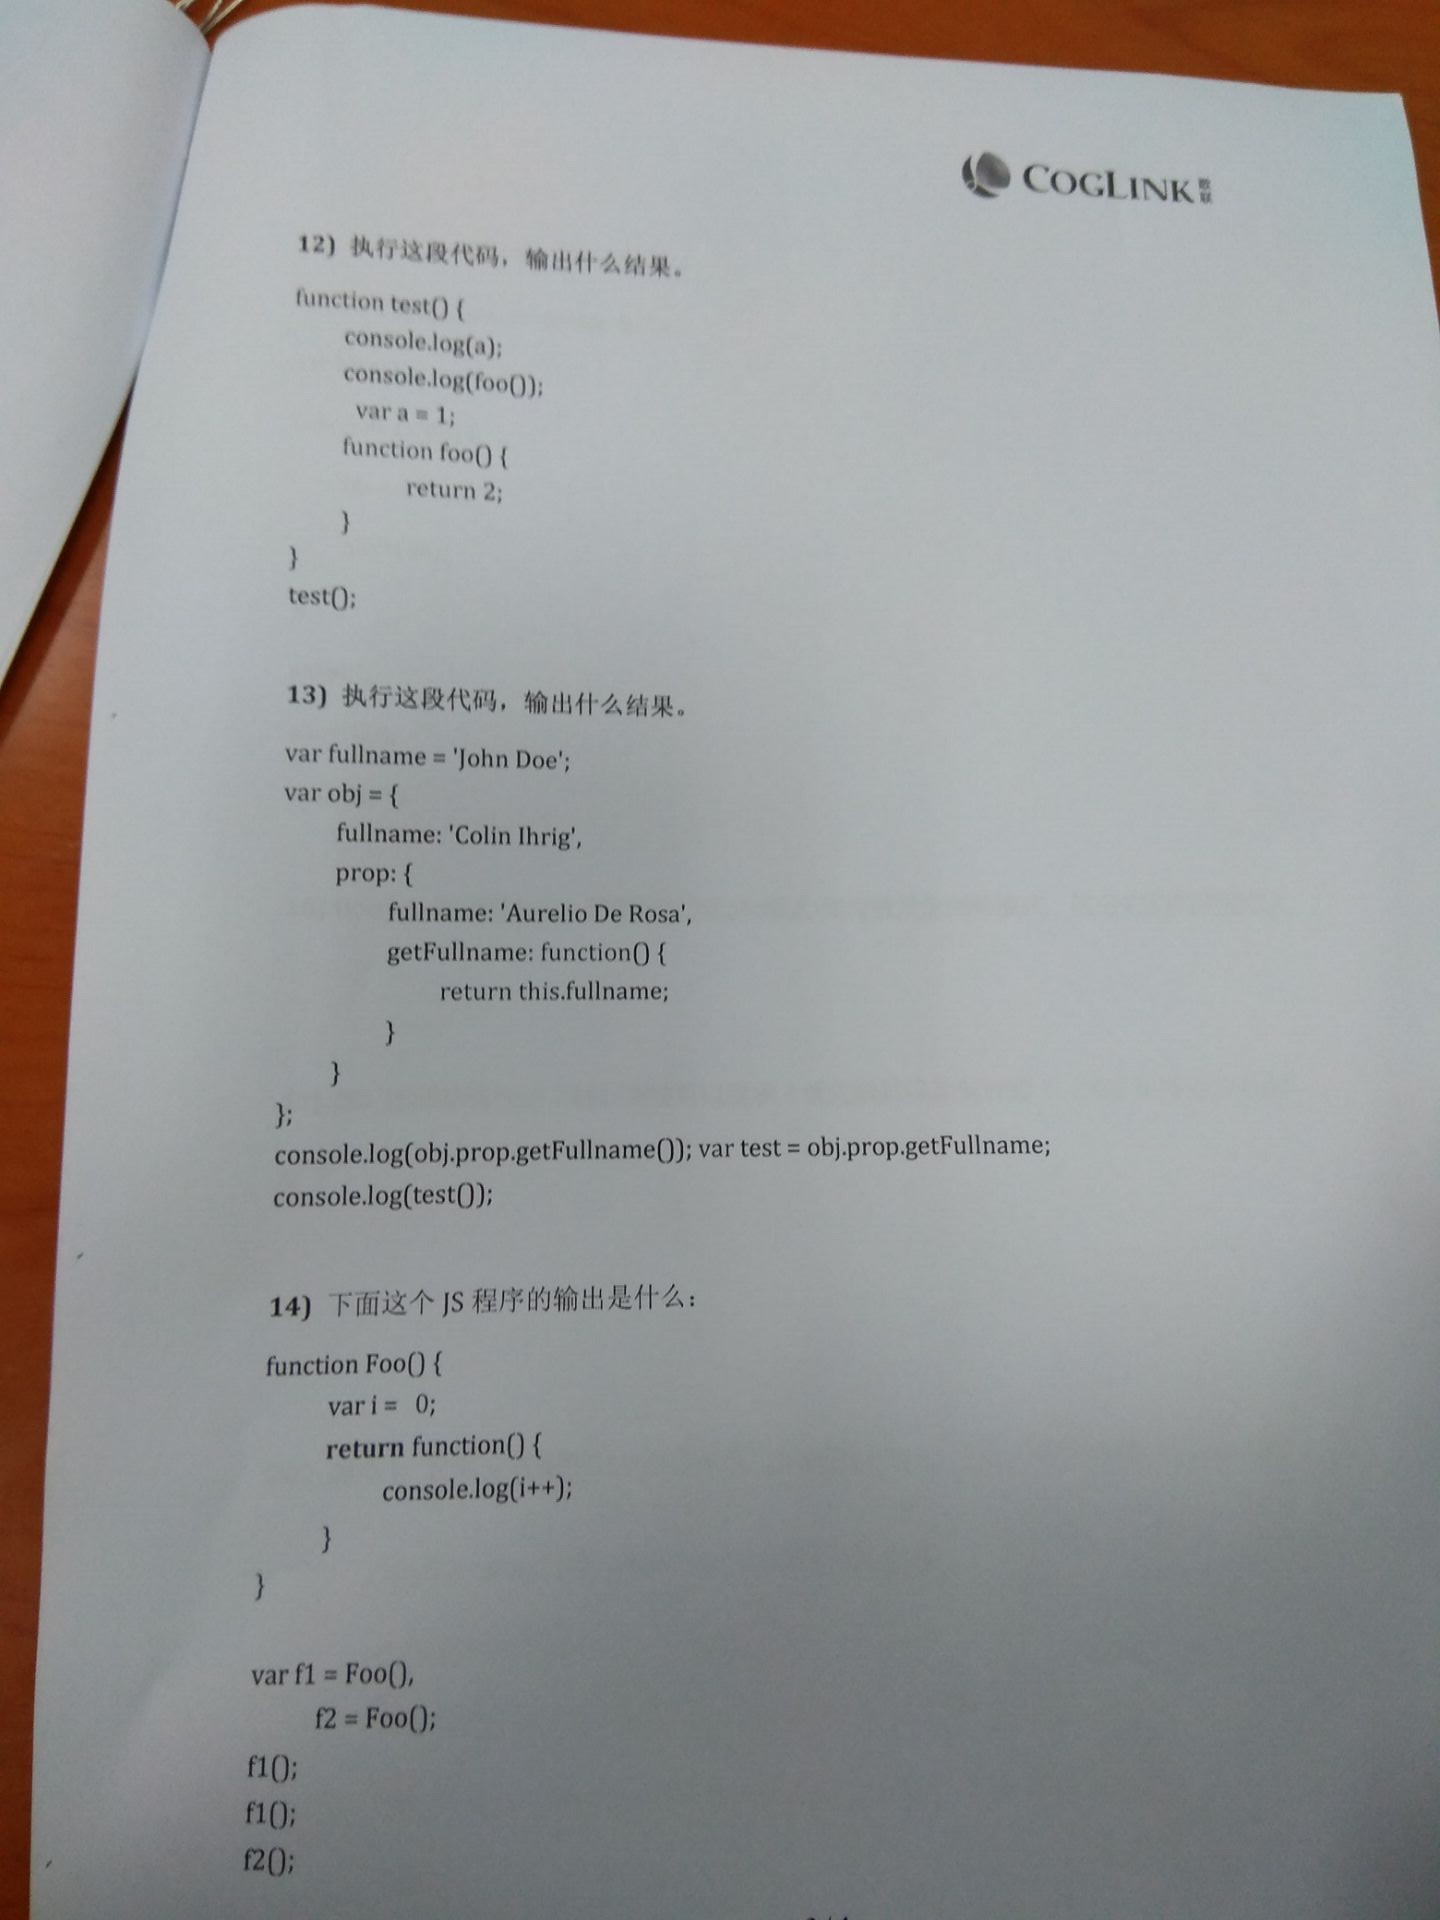 COGLINK
12) 执行这段代码，输出什么结果。
function test() {
console.log(a);
console.log(foo());
var a = 1;
function foo() {
return 2;
}
}
test();
13) 执行这段代码，输出什么结果。
var fullname = 'John Doe';
var obj = {
fullname: 'Colin Ihrig',
prop: {
fullname: 'Aurelio De Rosa',
getFullname: function() {
return this.fullname;
}
}
};
console.log(obj.prop.getFullname()); var test = obj.prop.getFullname;
console.log(test());
14) 下面这个 JS 程序的输出是什么：
function Foo() {
var i = 0;
return function() {
console.log(i++);
}
}
var f1 = Foo(),
f2 = Foo();
f1();
f1();
f2();